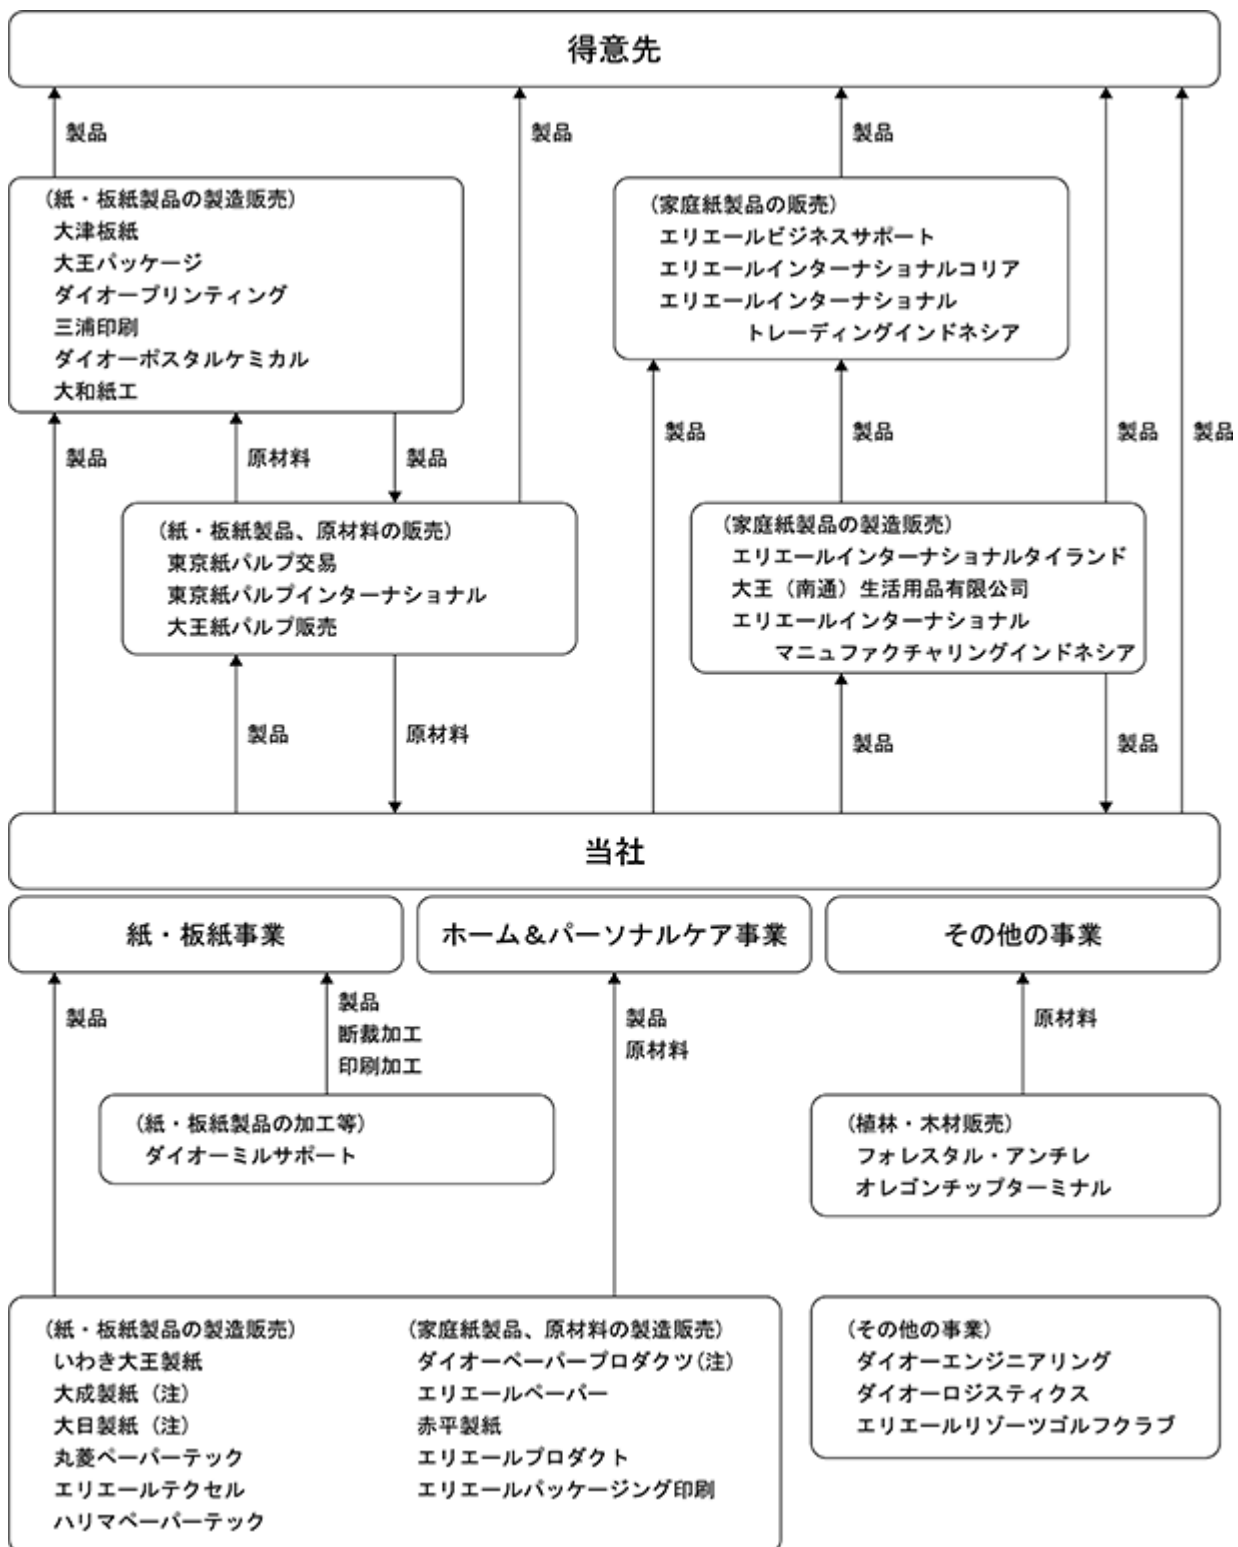 得意先
製品
製品
製品
(紙・板紙製品の製造販売)
大津板紙
大王パッケージ
ダイオープリンティング
三浦印刷
ダイオーポスタルケミカル
大和紙工
(家庭紙製品の販売)
エリエールビジネスサポート
エリエールインターナショナルコリア
エリエールインターナショナル
トレーディングインドネシア
製品
原材料
製品
製品
製品
製品
製品
(紙・板紙製品、原材料の販売)
東京紙パルプ交易
東京紙パルプインターナショナル
大王紙パルプ販売
(家庭紙製品の製造販売)
エリエールインターナショナルタイランド
大王（南通）生活用品有限公司
エリエールインターナショナル
マニュファクチャリングインドネシア
製品
原材料
製品
製品
当社
紙・板紙事業
ホーム＆パーソナルケア事業
その他の事業
製品
製品
断裁加工
印刷加工
製品
原材料
原材料
(紙・板紙製品の加工等)
ダイオーミルサポート
(植林・木材販売)
フォレスタル・アンチレ
オレゴンチップターミナル
(紙・板紙製品の製造販売)
いわき大王製紙
大成製紙（注）
大日製紙（注）
丸菱ペーパーテック
エリエールテクセル
ハリマペーパーテック
(家庭紙製品、原材料の製造販売)
ダイオーペーパープロダクツ(注)
エリエールペーパー
赤平製紙
エリエールプロダクト
エリエールパッケージング印刷
(その他の事業)
ダイオーエンジニアリング
ダイオーロジスティクス
エリエールリゾーツゴルフクラブ